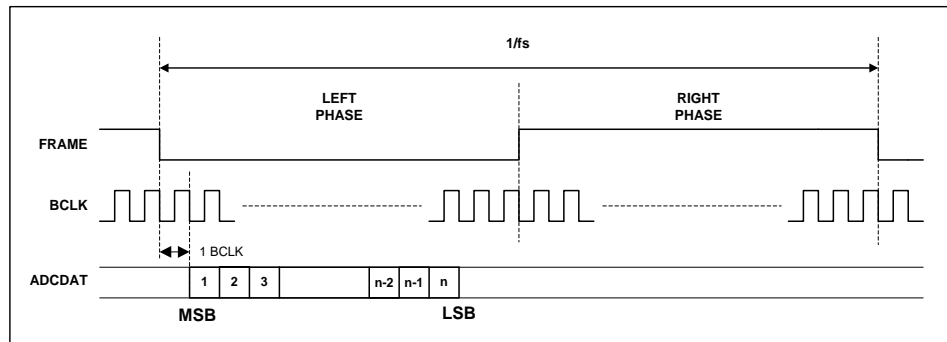 1/fs
LEFT
PHASE
RIGHT
PHASE
FRAME
BCLK
1 BCLK
ADCDAT
1 2 3 n-2 n-1 n
MSB LSB